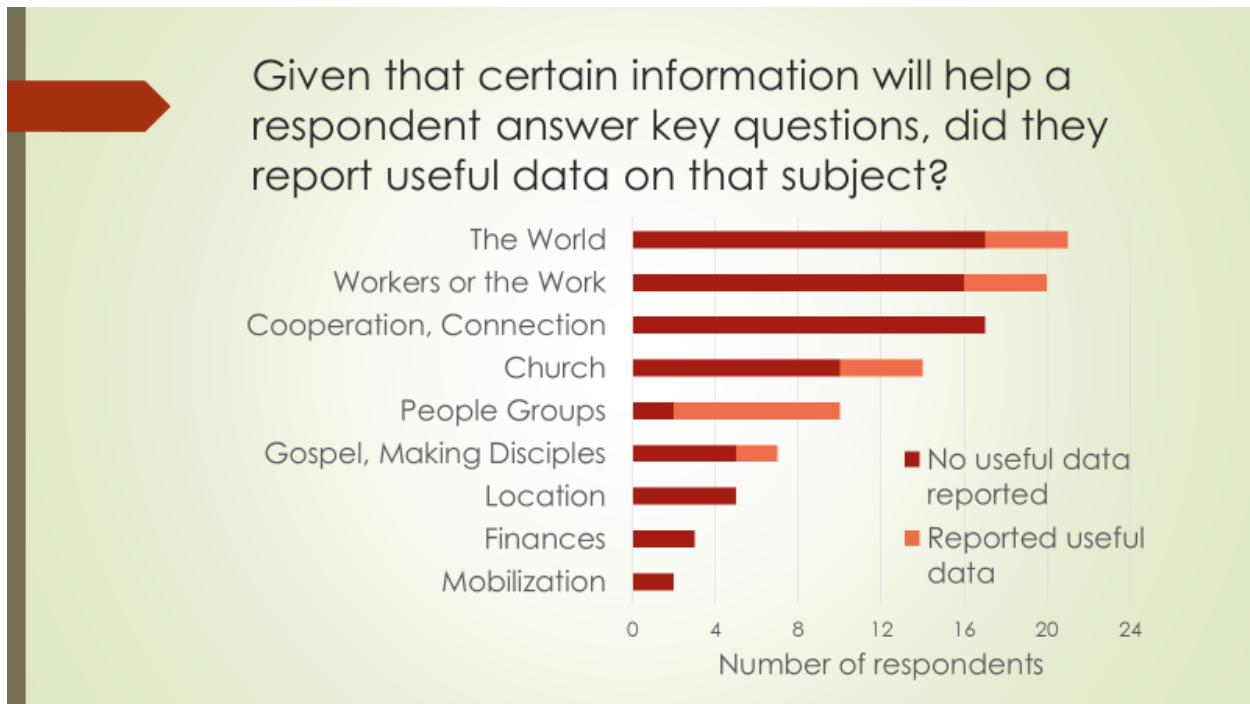 Given that certain information will help a
respondent answer key questions, did they
report useful data on that subject?
The World
Workers or the Work
Cooperation, Connection
Church
People Groups
Gospel, Making Disciples
Location
Finances
Mobilization
No useful data
reported
Reported useful
data
0 4 8 12 16 20 24
Number of respondents